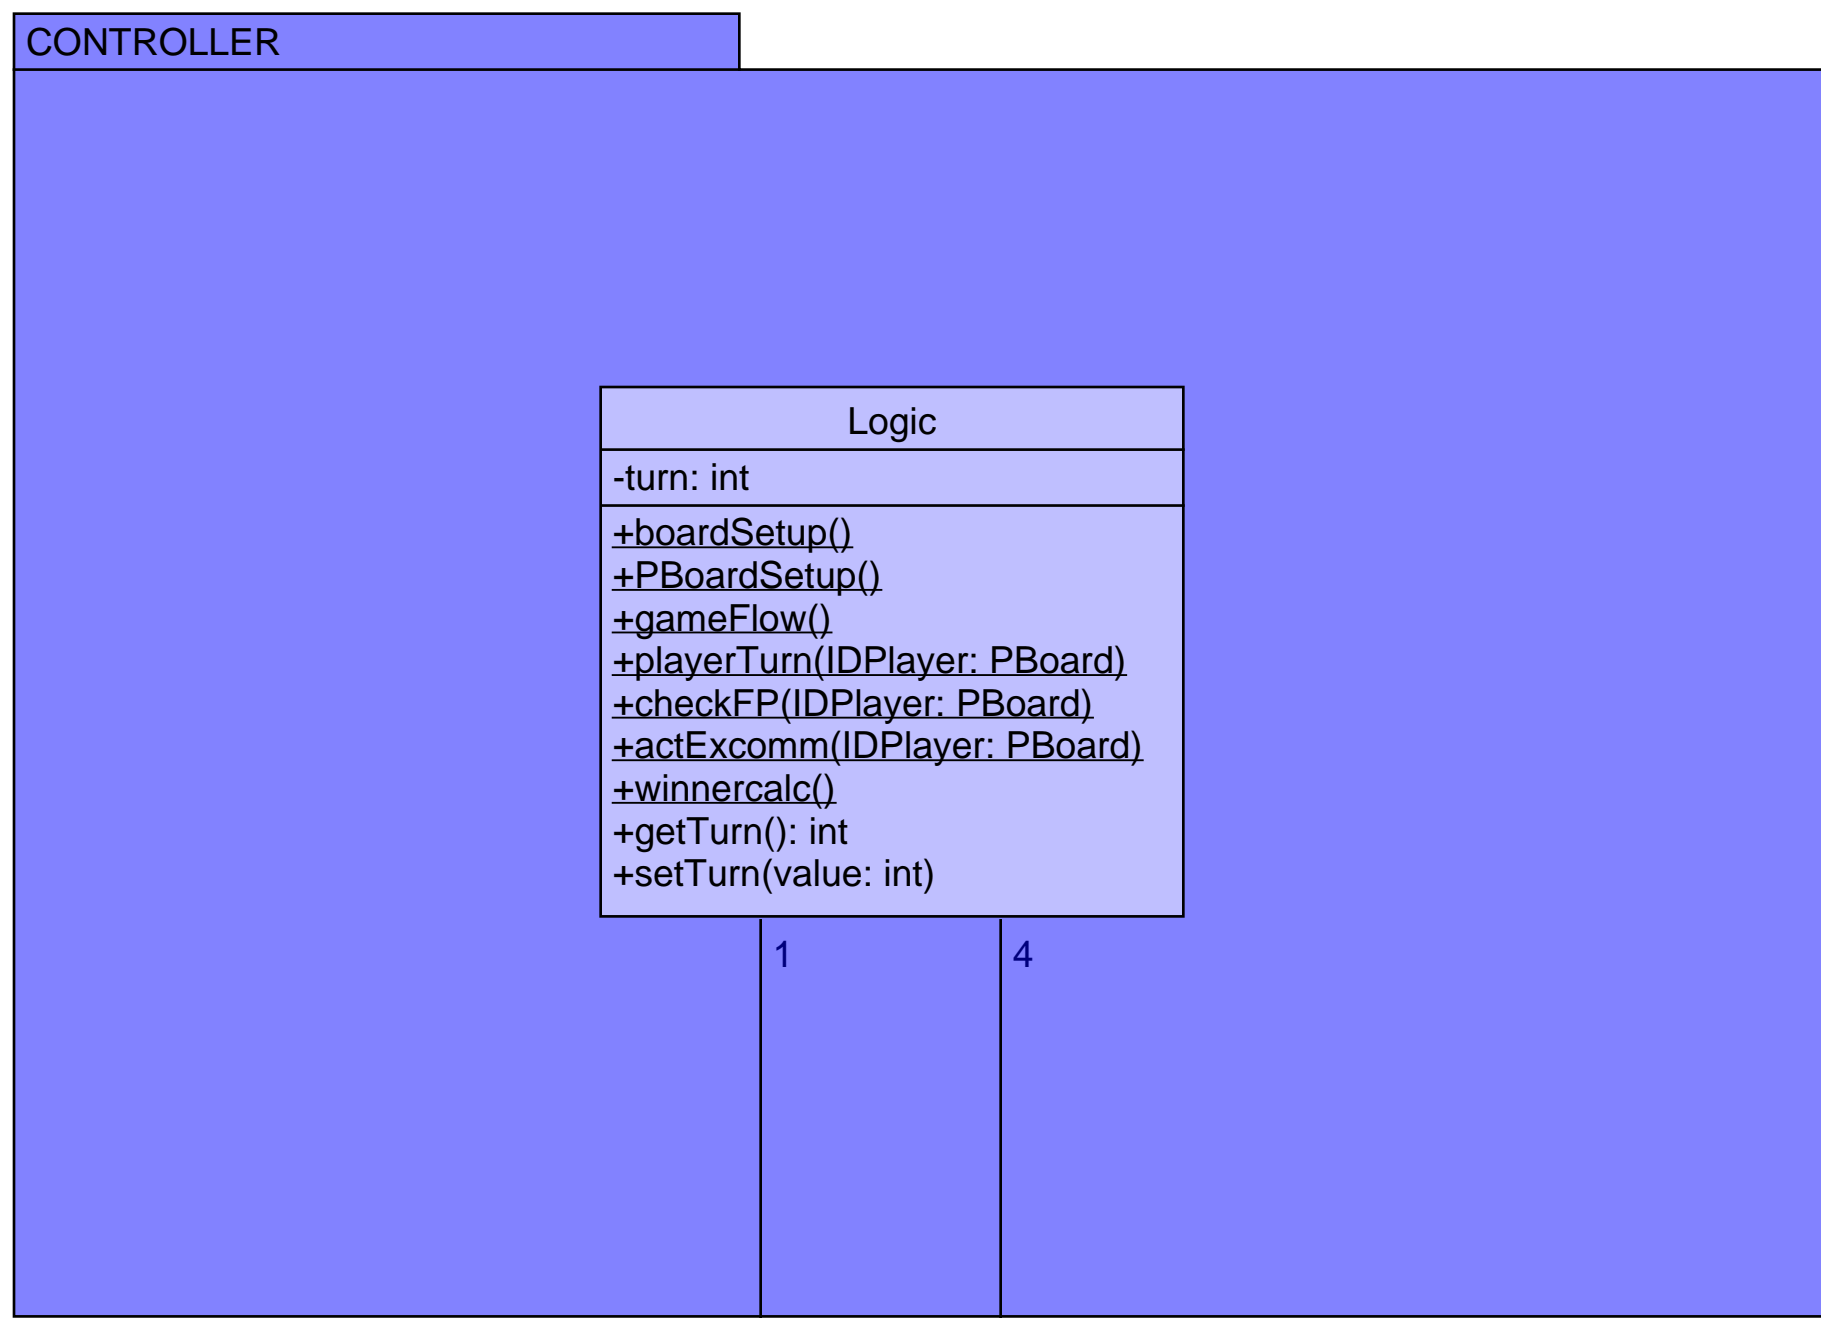 CONTROLLER
Logic
-turn: int
+boardSetup()
+PBoardSetup()
+gameFlow()
+playerTurn(IDPlayer: PBoard)
+checkFP(IDPlayer: PBoard)
+actExcomm(IDPlayer: PBoard)
+winnercalc()
+getTurn(): int
+setTurn(value: int)
1
4